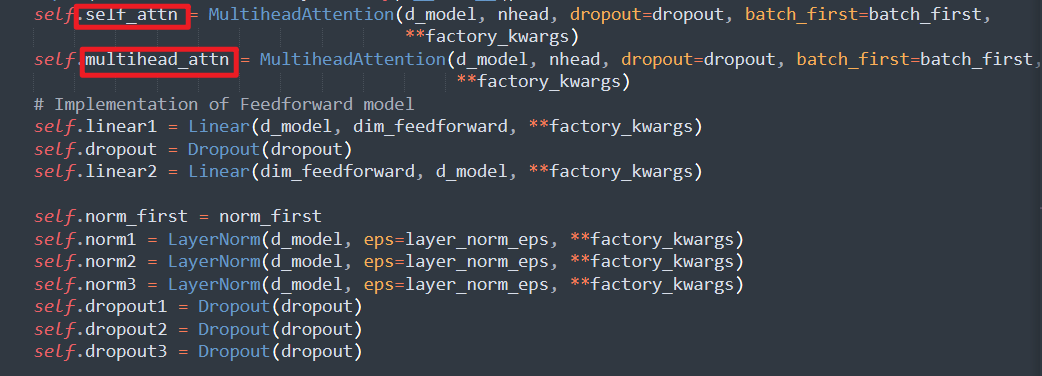 self.self_attn = MultiheadAttention(d_model, nhead, dropout=dropout, batch_first=batch_first,
**factory_kwargs)
self.multihead_attn = MultiheadAttention(d_model, nhead, dropout=dropout, batch_first=batch_first,
**factory_kwargs)
# Implementation of Feedforward model
self.linear1 = Linear(d_model, dim_feedforward, **factory_kwargs)
self.dropout = Dropout(dropout)
self.linear2 = Linear(dim_feedforward, d_model, **factory_kwargs)
self.norm_first = norm_first
self.norm1 = LayerNorm(d_model, eps=layer_norm_eps, **factory_kwargs)
self.norm2 = LayerNorm(d_model, eps=layer_norm_eps, **factory_kwargs)
self.norm3 = LayerNorm(d_model, eps=layer_norm_eps, **factory_kwargs)
self.dropout1 = Dropout(dropout)
self.dropout2 = Dropout(dropout)
self.dropout3 = Dropout(dropout)